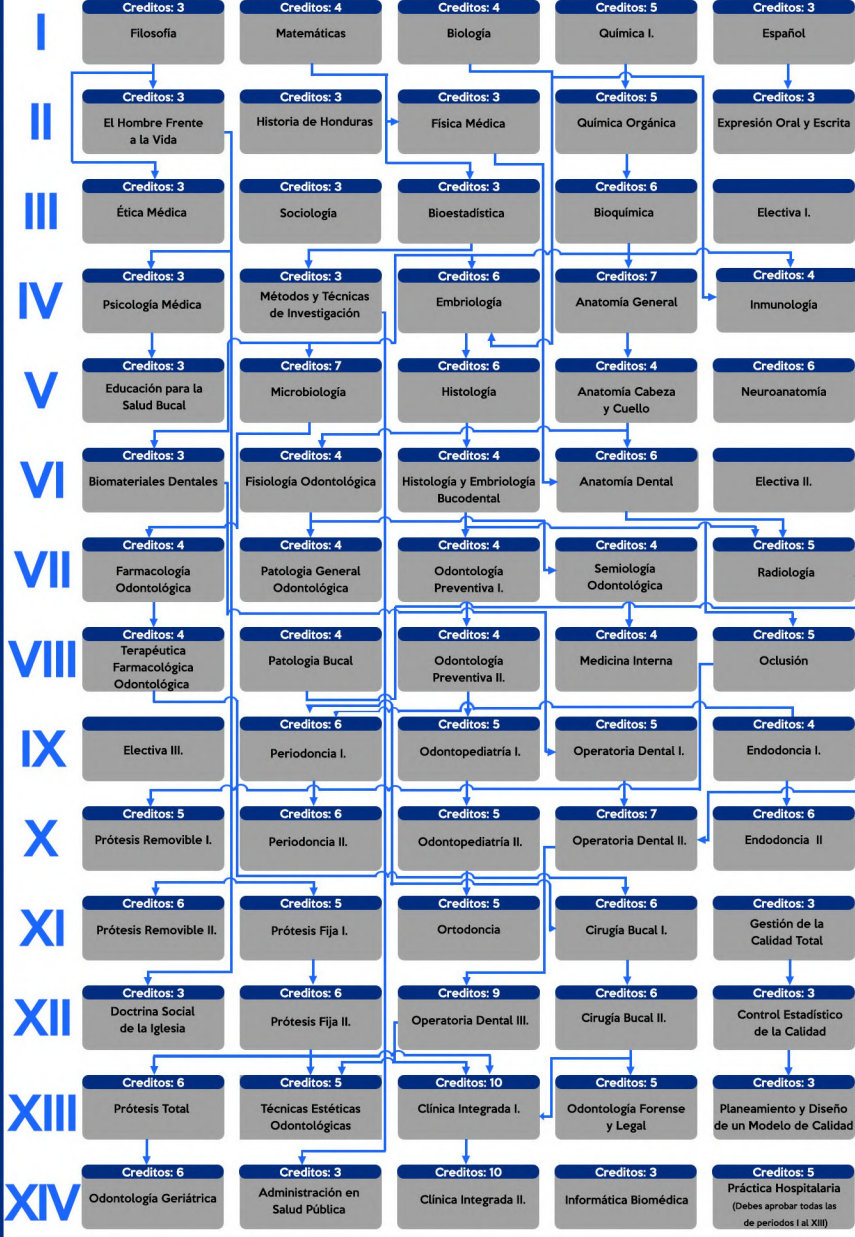 I
Creditos: 3
Filosofía
Creditos: 4
Matemáticas
Creditos: 4
Biología
Creditos: 5
Química I.
Creditos: 3
Español
II
Creditos: 3
El Hombre Frente
a la Vida
Creditos: 3
Historia de Honduras
Creditos: 3
Física Médica
Creditos: 5
Química Orgánica
Creditos: 3
Expresión Oral y Escrita
III
Creditos: 3
Ética Médica
Creditos: 3
Sociología
Creditos: 3
Bioestadística
Creditos: 6
Bioquímica
Electiva I.
IV
Creditos: 3
Psicología Médica
Creditos: 3
Métodos y Técnicas
de Investigación
Creditos: 6
Embriología
Creditos: 7
Anatomía General
Creditos: 4
Inmunología
V
Creditos: 3
Educación para la
Salud Bucal
Creditos: 7
Microbiología
Creditos: 6
Histología
Creditos: 4
Anatomía Cabeza
y Cuello
Creditos: 6
Neuroanatomía
VI
Creditos: 3
Biomateriales Dentales
Creditos: 4
Fisiología Odontológica
Creditos: 4
Histología y Embriología
Bucodental
Creditos: 6
Anatomía Dental
Electiva II.
VII
Creditos: 4
Farmacología
Odontológica
Creditos: 4
Patologia General
Odontológica
Creditos: 4
Odontología
Preventiva I.
Creditos: 4
Semiología
Odontológica
Creditos: 5
Radiología
VIII
Creditos: 4
Terapéutica
Farmacológica
Odontológica
Creditos: 4
Patologia Bucal
Creditos: 4
Odontología
Preventiva II.
Creditos: 4
Medicina Interna
Creditos: 5
Oclusión
IX
Electiva III.
Creditos: 6
Periodoncia I.
Creditos: 5
Odontopediatría I.
Creditos: 5
Operatoria Dental I.
Creditos: 4
Endodoncia I.
X
Creditos: 5
Prótesis Removible I.
Creditos: 6
Periodoncia II.
Creditos: 5
Odontopediatría II.
Creditos: 7
Operatoria Dental II.
Creditos: 6
Endodoncia II
XI
Creditos: 6
Prótesis Removible II.
Creditos: 5
Prótesis Fija I.
Creditos: 5
Ortodoncia
Creditos: 6
Cirugía Bucal I.
Creditos: 3
Gestión de la
Calidad Total
XII
Creditos: 3
Doctrina Social
de la Iglesia
Creditos: 6
Prótesis Fija II.
Creditos: 9
Operatoria Dental III.
Creditos: 6
Cirugía Bucal II.
Creditos: 3
Control Estadístico
de la Calidad
XIII
Creditos: 6
Prótesis Total
Creditos: 5
Técnicas Estéticas
Odontológicas
Creditos: 10
Clínica Integrada I.
Creditos: 5
Odontología Forense
y Legal
Creditos: 3
Planeamiento y Diseño
de un Modelo de Calidad
XIV
Creditos: 6
Odontología Geriátrica
Creditos: 3
Administración en
Salud Pública
Creditos: 10
Clínica Integrada II.
Creditos: 3
Informática Biomédica
Creditos: 5
Práctica Hospitalaria
(Debes aprobar todas las
de periodos I al XIII)